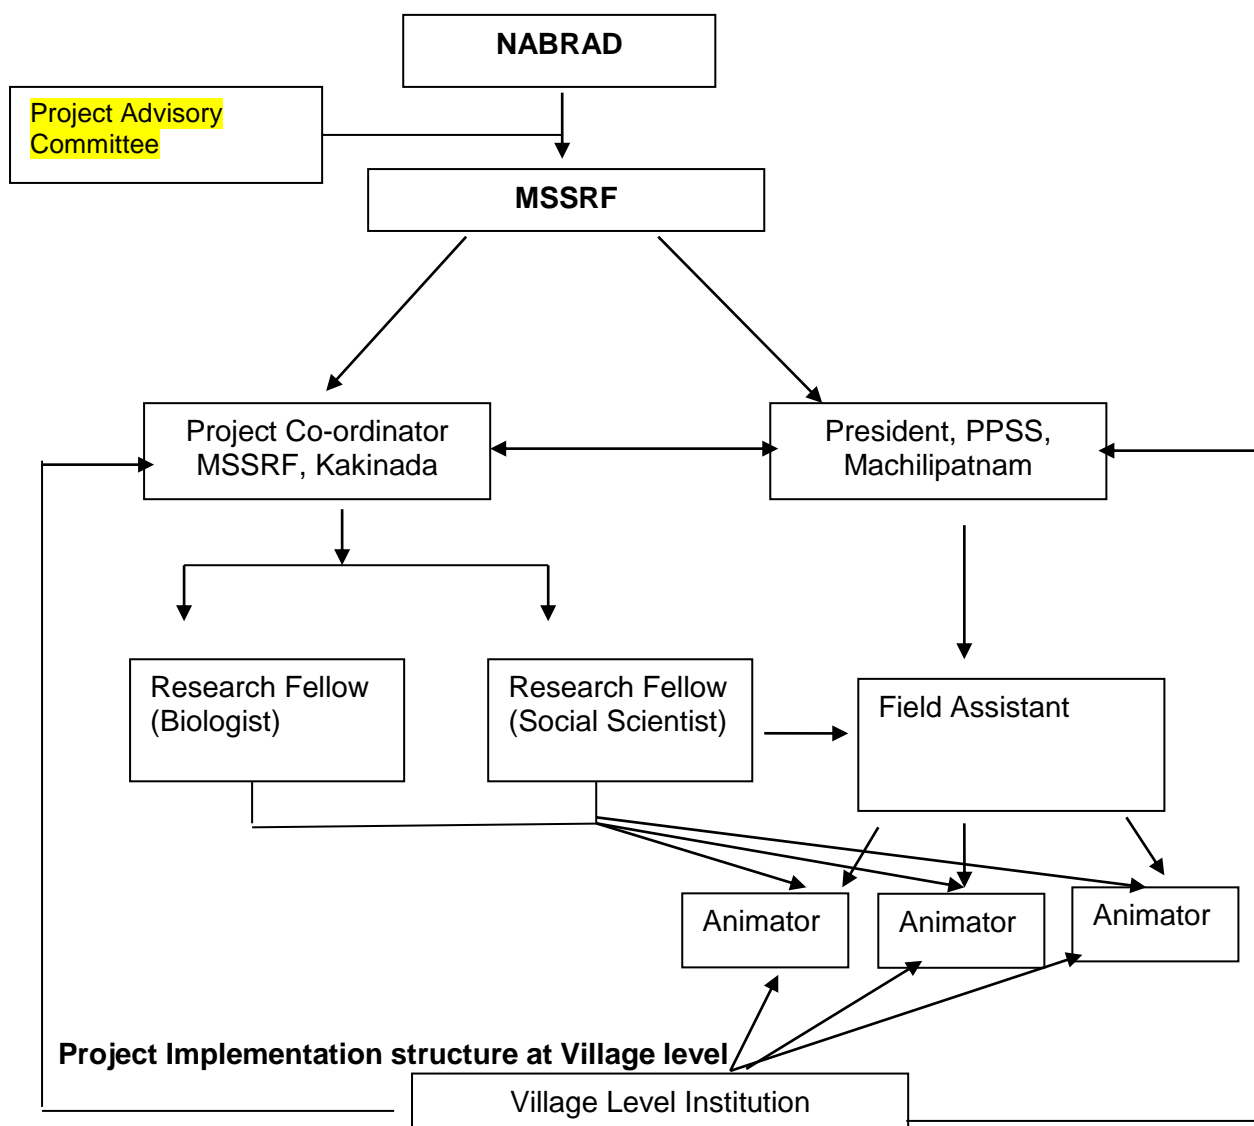 NABRAD
Project Advisory
Committee
MSSRF
Project Co-ordinator
MSSRF, Kakinada
President, PPSS,
Machilipatnam
Research Fellow
(Biologist)
Research Fellow
(Social Scientist)
Field Assistant
Animator
Animator
Animator
Project Implementation structure at Village level
Village Level Institution